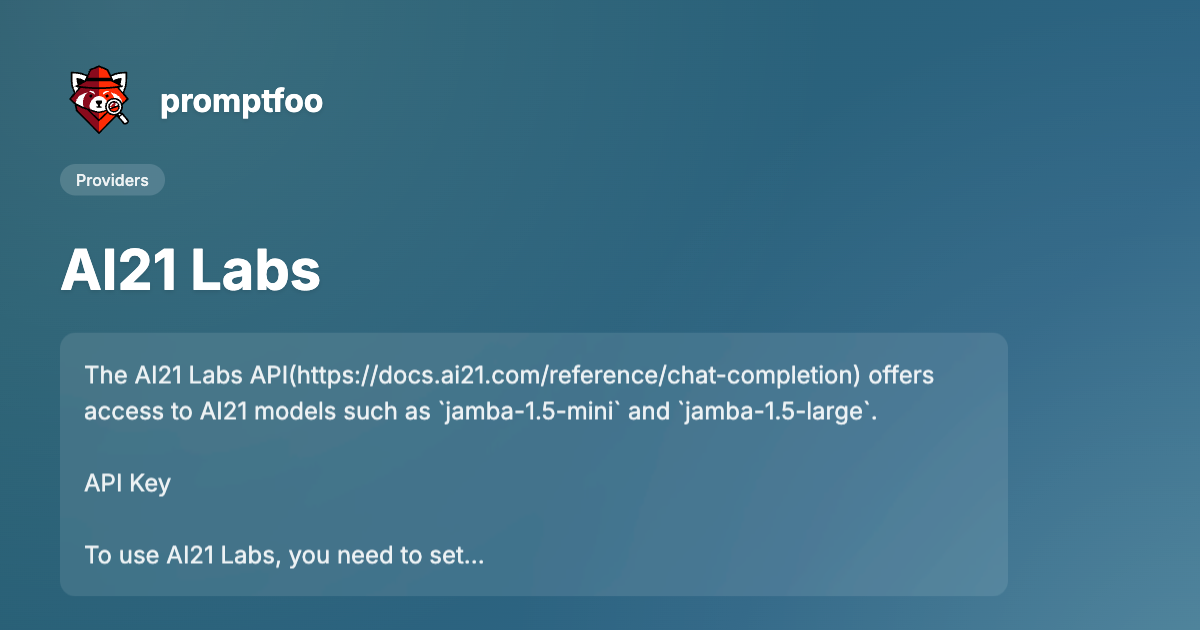 promptfoo
Providers
AI21 Labs
The AI21 Labs API(https://docs.ai21.com/reference/chat-completion) offers
access to AI21 models such as `jamba-1.5-mini` and `jamba-1.5-large`.
API Key
To use AI21 Labs, you need to set...